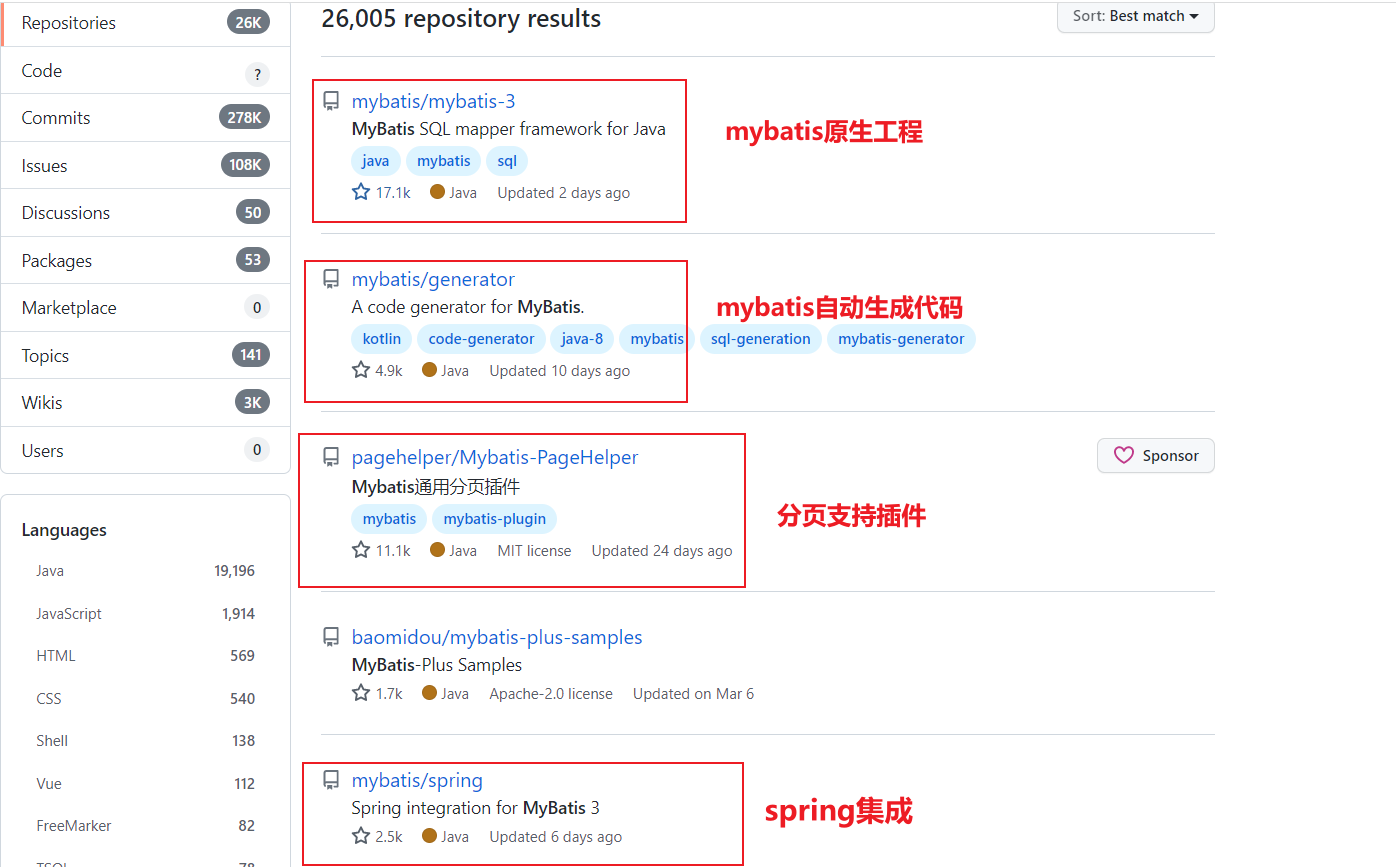 Repositories 26K
Code ?
Commits 278K
Issues 108K
Discussions 50
Packages 53
Marketplace 0
Topics 141
Wikis 3K
Users 0
Languages
Java 19,196
JavaScript 1,914
HTML 569
CSS 540
Shell 138
Vue 112
FreeMarker 82
TSQL 78
26,005 repository results
Sort: Best match
mybatis/mybatis-3
MyBatis SQL mapper framework for Java
java mybatis sql
17.1k Java Updated 2 days ago
mybatis原生工程
mybatis/generator
A code generator for MyBatis.
kotlin code-generator java-8 mybatis sql-generation mybatis-generator
4.9k Java Updated 10 days ago
mybatis自动生成代码
pagehelper/Mybatis-PageHelper
Sponsor
Mybatis通用分页插件
mybatis mybatis-plugin
11.1k Java MIT license Updated 24 days ago
分页支持插件
baomidou/mybatis-plus-samples
MyBatis-Plus Samples
1.7k Java Apache-2.0 license Updated on Mar 6
mybatis/spring
Spring integration for MyBatis 3
2.5k Java Updated 6 days ago
spring集成